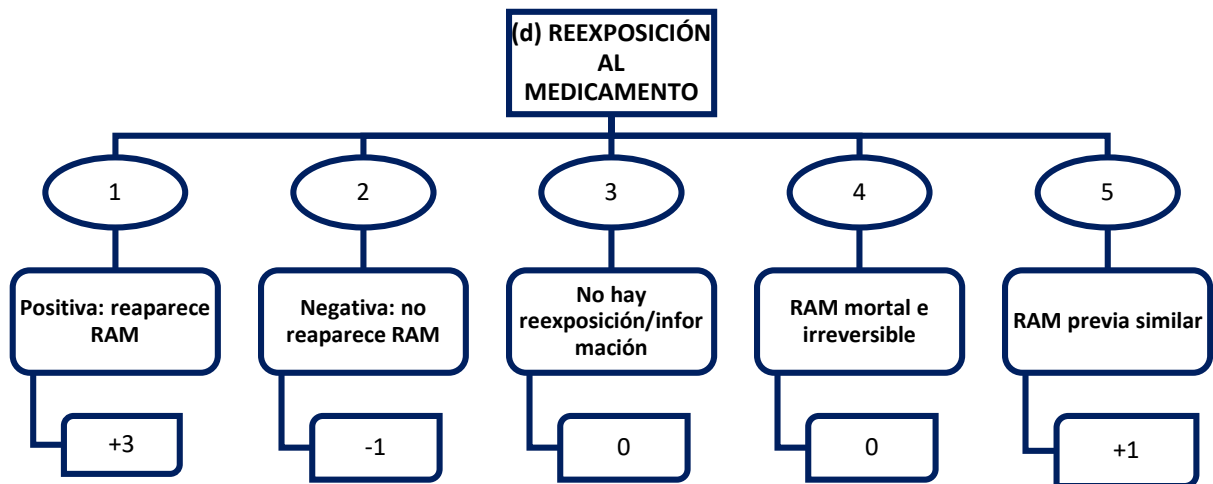 (d) REEXPOSICIÓN
AL
MEDICAMENTO
1
2
3
4
5
Positiva: reaparece
RAM
Negativa: no
reaparece RAM
No hay
reexposición/infor
mación
RAM mortal e
irreversible
RAM previa similar
+3
-1
0
0
+1